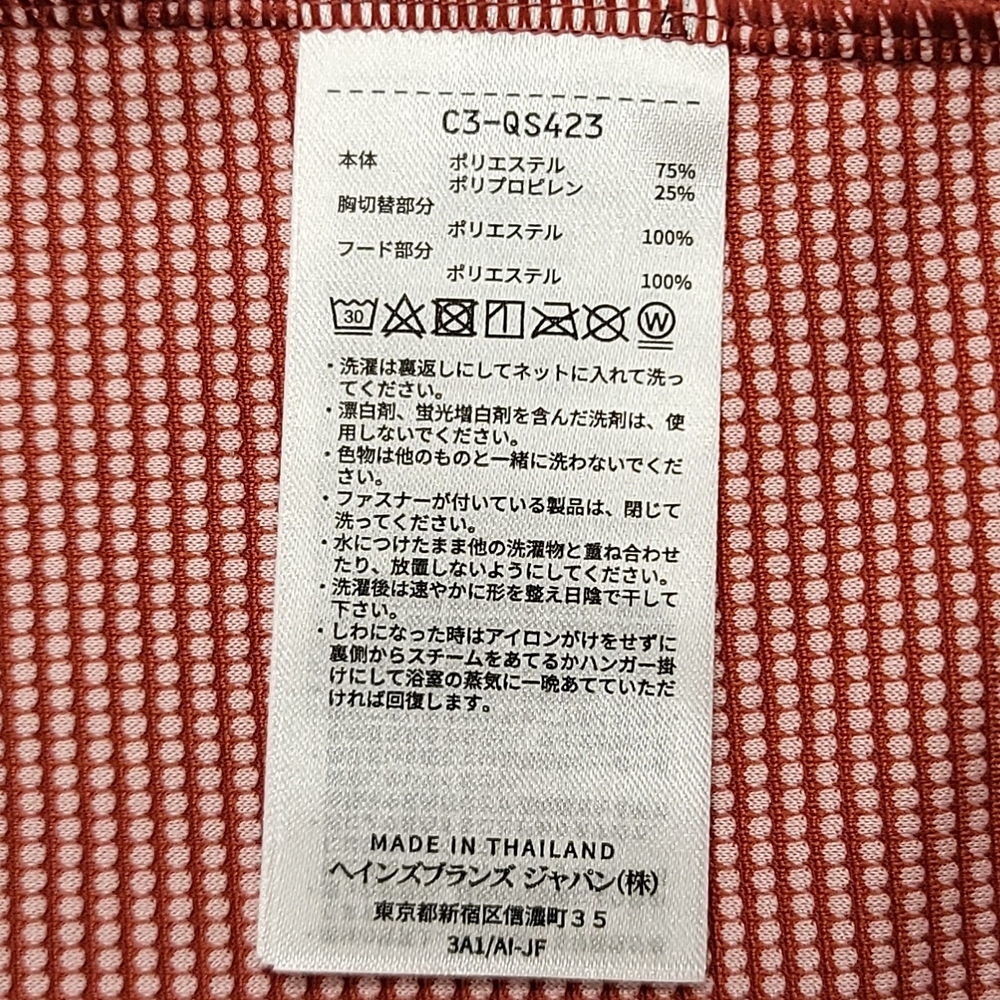 C3-QS423
本体 ポリエステル 75%
ポリプロピレン 25%
胸切替部分
ポリエステル 100%
フード部分
ポリエステル 100%
30 W
・洗濯は裏返しにしてネットに入れて洗っ
てください。
・漂白剤、蛍光増白剤を含んだ洗剤は、使
用しないでください。
・色物は他のものと一緒に洗わないでくだ
さい。
・ファスナーが付いている製品は、閉じて
洗ってください。
・水につけたまま他の洗濯物と重ね合わせ
たり、放置しないようにしてください。
・洗濯後は速やかに形を整え日陰で干して
下さい。
・しわになった時はアイロンがけをせずに
裏側からスチームをあてるかハンガー掛
けにして浴室の蒸気に一晩あてていただ
ければ回復します。
MADE IN THAILAND
ヘインズブランズ ジャパン(株)
東京都新宿区信濃町35
3A1/AI-JF